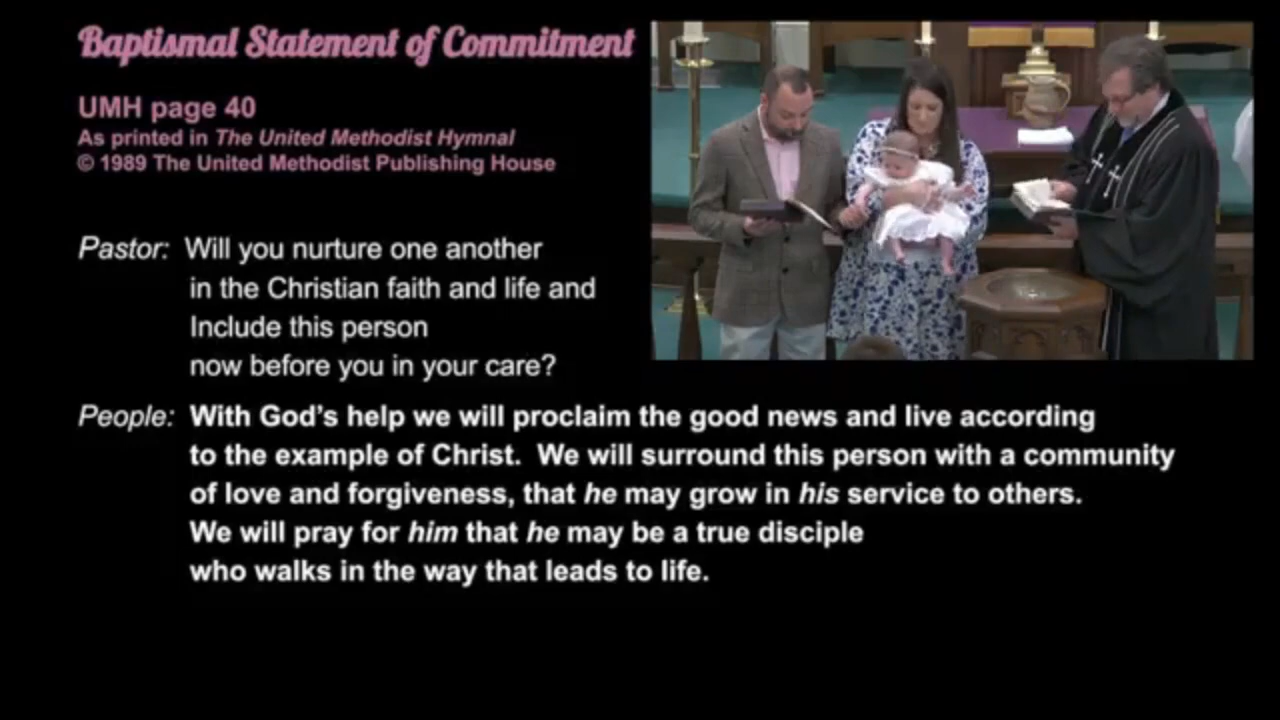 Baptismal Statement of Commitment
UMH page 40
As printed in The United Methodist Hymnal
© 1989 The United Methodist Publishing House
Pastor: Will you nurture one another
in the Christian faith and life and
Include this person
now before you in your care?
People: With God's help we will proclaim the good news and live according
to the example of Christ. We will surround this person with a community
of love and forgiveness, that he may grow in his service to others.
We will pray for him that he may be a true disciple
who walks in the way that leads to life.